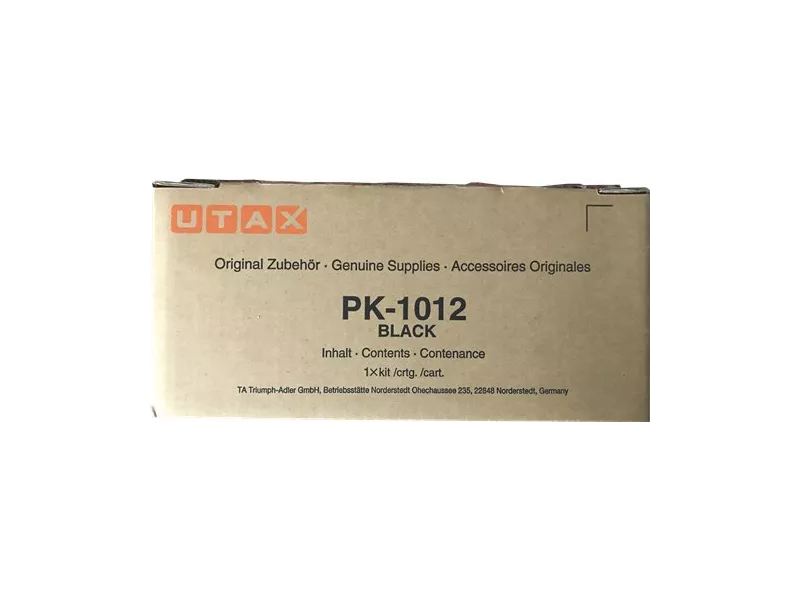 UTAX
Original Zubehör · Genuine Supplies · Accessoires Originales
PK-1012
BLACK
Inhalt · Contents · Contenance
1×kit /crtg. /cart.
TA Triumph-Adler GmbH, Betriebsstätte Norderstedt Ohechaussee 235, 22848 Norderstedt, Germany